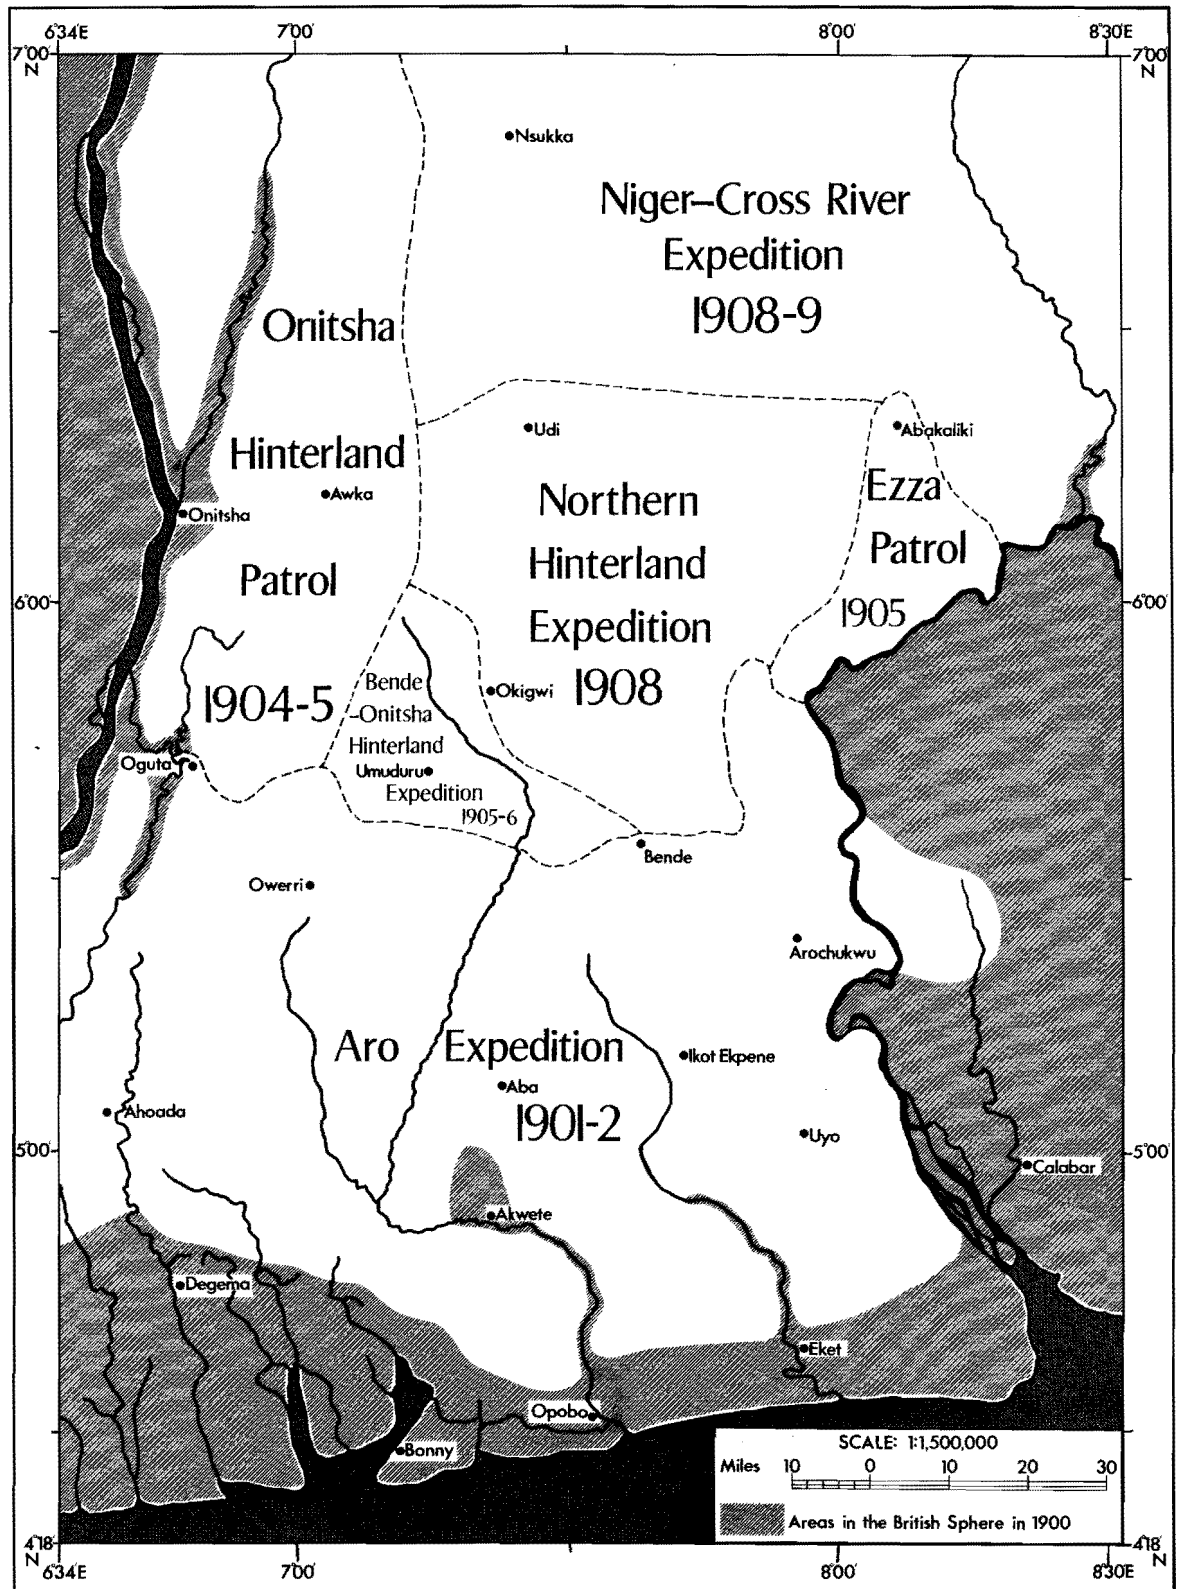 6°34'E
7°00'
8°00'
8°30'E
7°00'
N
7°00'
N
Nsukka
Niger–Cross River
Expedition
1908-9
Onitsha
Udi
Abakaliki
Hinterland
Awka
Ezza
Northern
Onitsha
Hinterland
Patrol
Patrol
1905
6°00'
6°00'
Expedition
1908
Okigwi
1904-5
Bende
-Onitsha
Hinterland
Umuduru
Expedition
1905-6
Oguta
Bende
Owerri
Arochukwu
Aro Expedition
1901-2
Ikot Ekpene
Aba
Ahoada
Uyo
5°00'
5°00'
Calabar
Akwete
Degema
Eket
Opobo
Bonny
SCALE: 1:1,500,000
Miles 10 0 10 20 30
Areas in the British Sphere in 1900
4°18'
N
4°18'
N
6°34'E
7°00'
8°00'
8°30'E